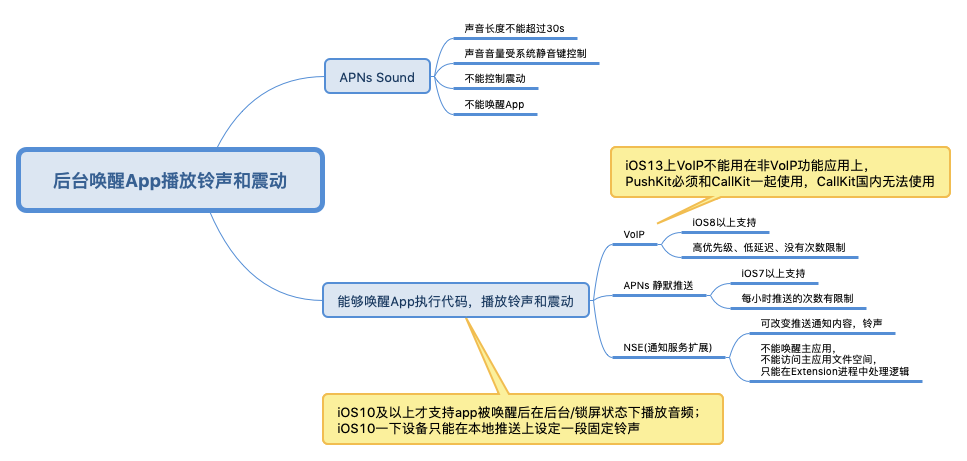 后台唤醒App播放铃声和震动
APNs Sound
声音长度不能超过30s
声音音量受系统静音键控制
不能控制震动
不能唤醒App
能够唤醒App执行代码，播放铃声和震动
iOS10及以上才支持app被唤醒后在后台/锁屏状态下播放音频；
iOS10一下设备只能在本地推送上设定一段固定铃声
VoIP
iOS13上VoIP不能用在非VoIP功能应用上，
PushKit必须和CallKit一起使用，CallKit国内无法使用
iOS8以上支持
高优先级、低延迟、没有次数限制
APNs 静默推送
iOS7以上支持
每小时推送的次数有限制
NSE(通知服务扩展)
可改变推送通知内容，铃声
不能唤醒主应用，
不能访问主应用文件空间，
只能在Extension进程中处理逻辑